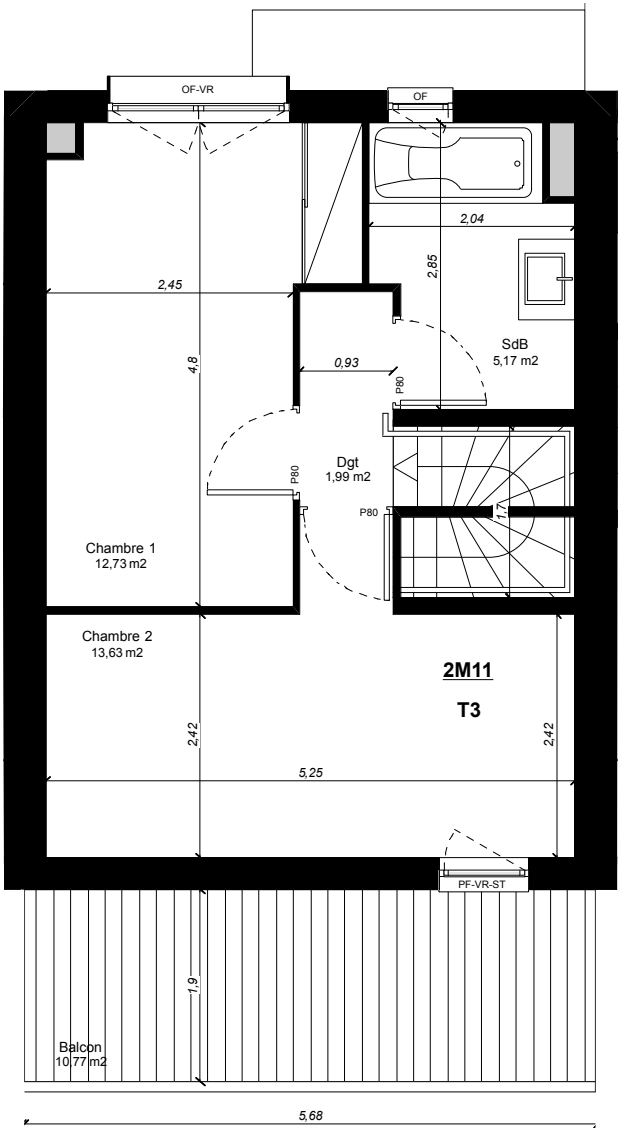 OF-VR
OF
2,04
2,45
2,85
4,8
SdB
5,17 m2
0,93
P80
Dgt
1,99 m2
P80
P80
1,7
Chambre 1
12,73 m2
Chambre 2
13,63 m2
2M11
T3
2,42
2,42
5,25
PF-VR-ST
1,9
Balcon
10,77 m2
5,68